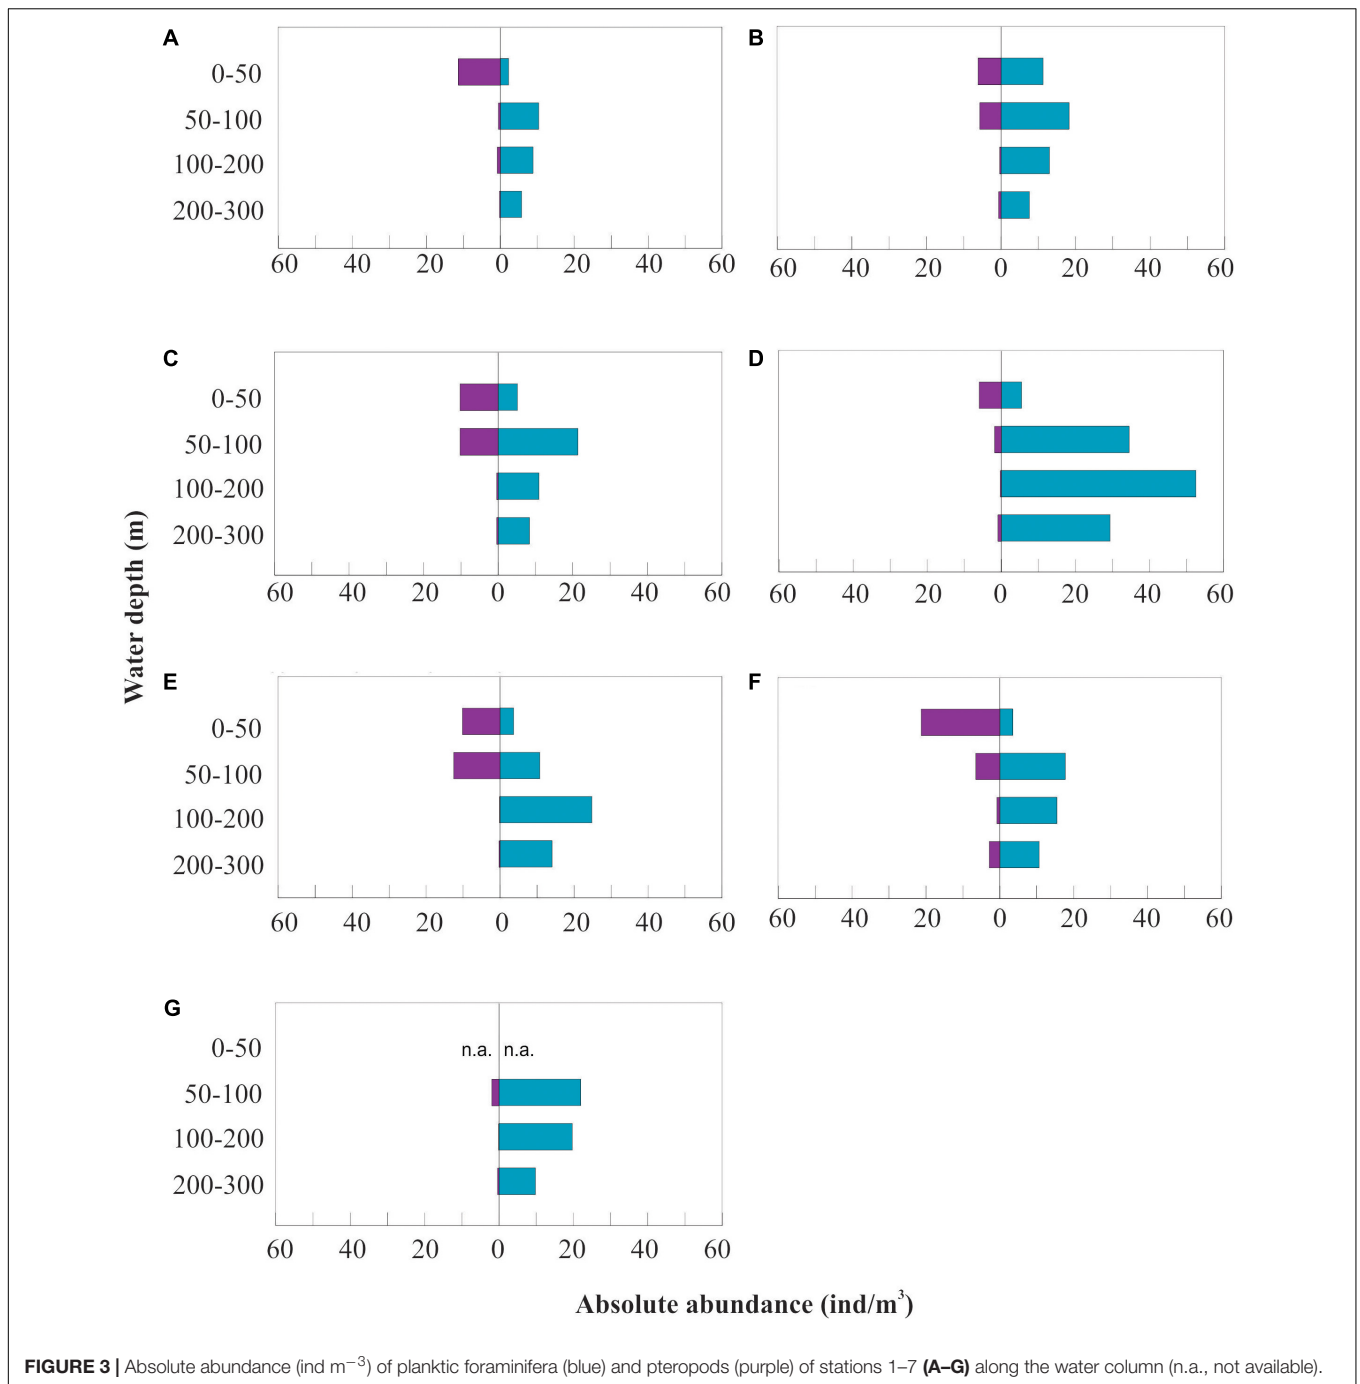 A
B
0-50
50-100
100-200
200-300
60 40 20 0 20 40 60
60 40 20 0 20 40 60
C
D
0-50
50-100
100-200
200-300
60 40 20 0 20 40 60
60 40 20 0 20 40 60
Water depth (m)
E
F
0-50
50-100
100-200
200-300
60 40 20 0 20 40 60
60 40 20 0 20 40 60
G
0-50 n.a. n.a.
50-100
100-200
200-300
60 40 20 0 20 40 60
Absolute abundance (ind/m³)
FIGURE 3 | Absolute abundance (ind m⁻³) of planktic foraminifera (blue) and pteropods (purple) of stations 1–7 (A–G) along the water column (n.a., not available).